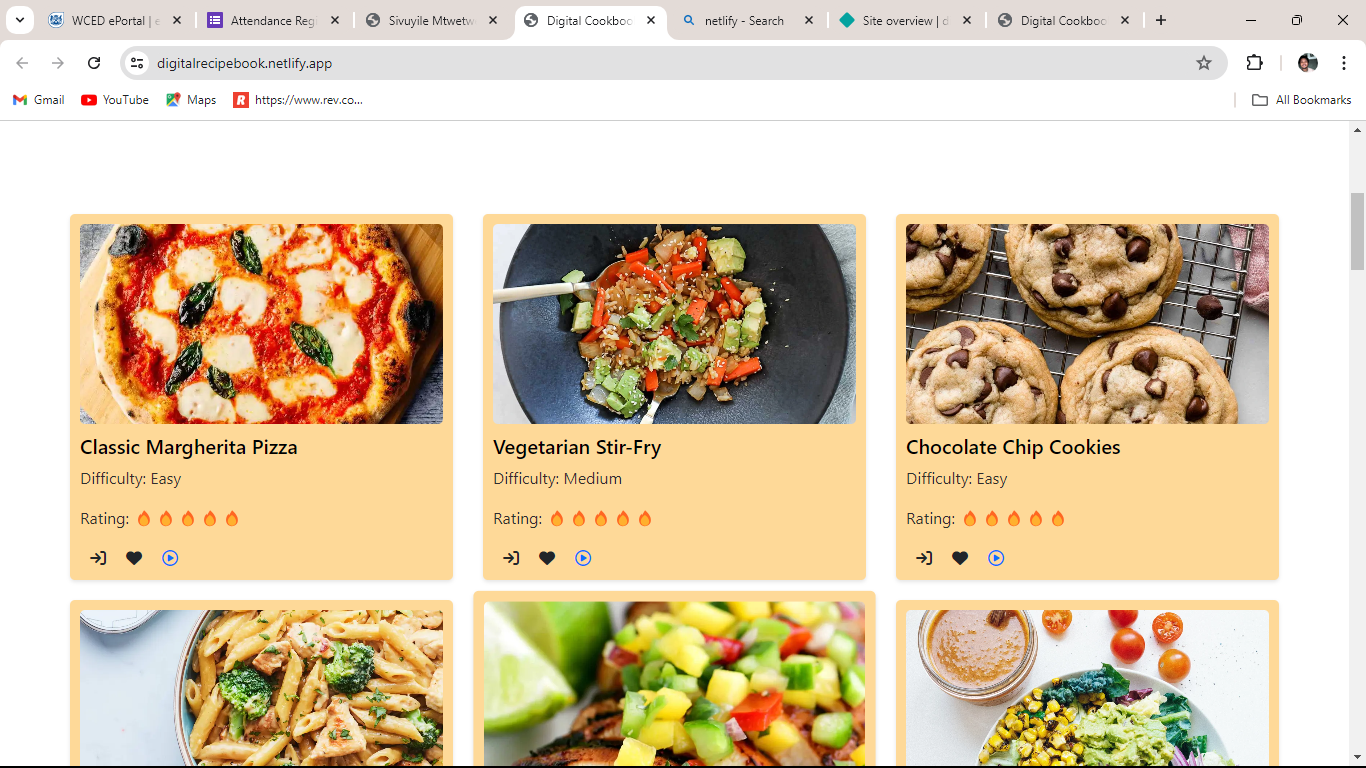 WCED ePortal | e
Attendance Regi
Sivuyile Mtwetw
Digital Cookboo
netlify - Search
Site overview | d
Digital Cookboo
digitalrecipebook.netlify.app
Gmail
YouTube
Maps
https://www.rev.co...
All Bookmarks
Classic Margherita Pizza
Difficulty: Easy
Rating:
Vegetarian Stir-Fry
Difficulty: Medium
Rating:
Chocolate Chip Cookies
Difficulty: Easy
Rating: